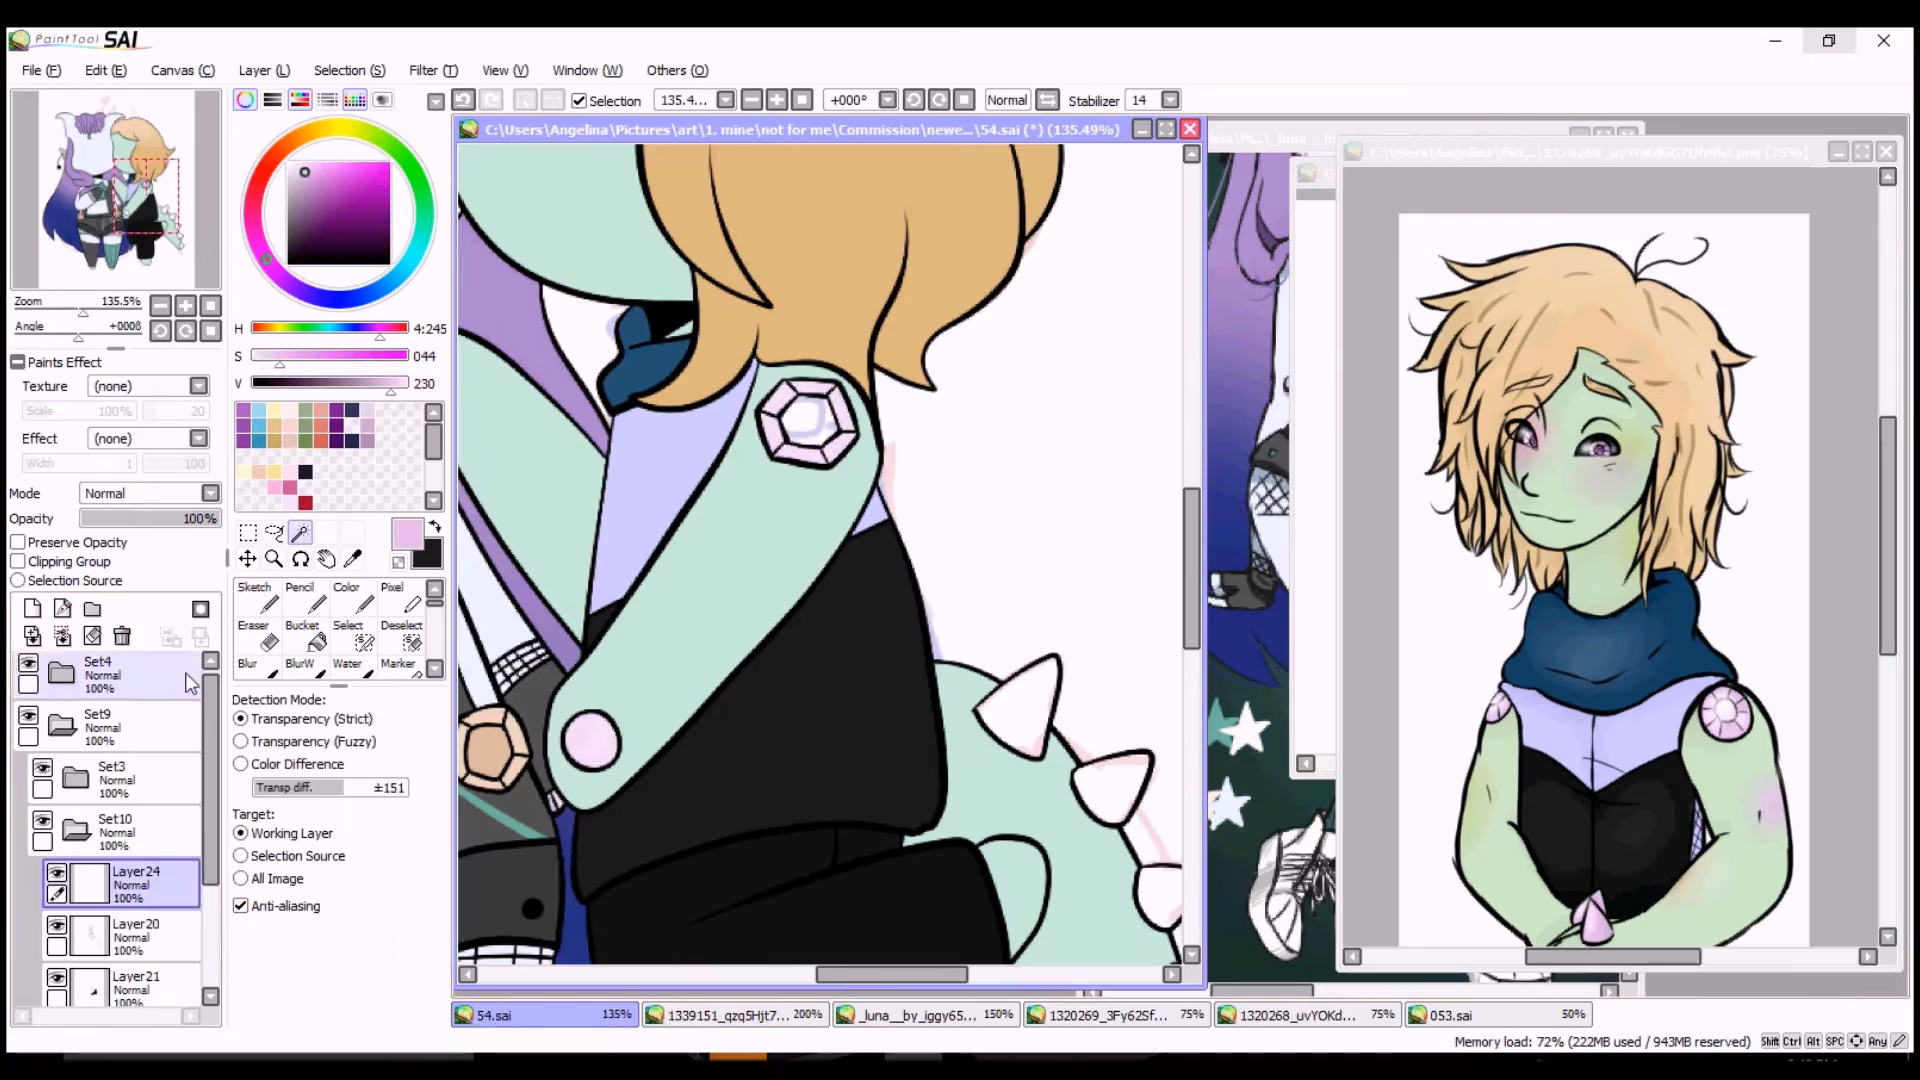 PaintTool SAI
File (F) Edit (E) Canvas (C) Layer (L) Selection (S) Filter (T) View (V) Window (W) Others (O)
Selection 135.4... +000° Normal Stabilizer 14
C:\Users\Angelina\Pictures\art\1. mine\not for me\Commission\newe...\54.sai (*) (135.49%)
Zoom 135.5%
Angle +000
Paints Effect
Texture (none)
Scale 100% 20
Effect (none)
Width 1 100
Mode Normal
Opacity 100%
Preserve Opacity
Clipping Group
Selection Source
Set4
Normal
100%
Set9
Normal
100%
Set3
Normal
100%
Set10
Normal
100%
Layer24
Normal
100%
Layer20
Normal
100%
Layer21
Normal
100%
H 4:245
S 044
V 230
Sketch Pencil Color Pixel
Eraser Bucket Select Deselect
Blur BlurW Water Marker
Detection Mode:
Transparency (Strict)
Transparency (Fuzzy)
Color Difference
Transp diff. ±151
Target:
Working Layer
Selection Source
All Image
Anti-aliasing
54.sai 135%
1339151_qzq5Hjt7... 200%
_luna__by_iggy65... 150%
1320269_3Fy62Sf... 75%
1320268_uvYOKd... 75%
053.sai 50%
Memory load: 72% (222MB used / 943MB reserved) Shift Ctrl Alt SPC Any